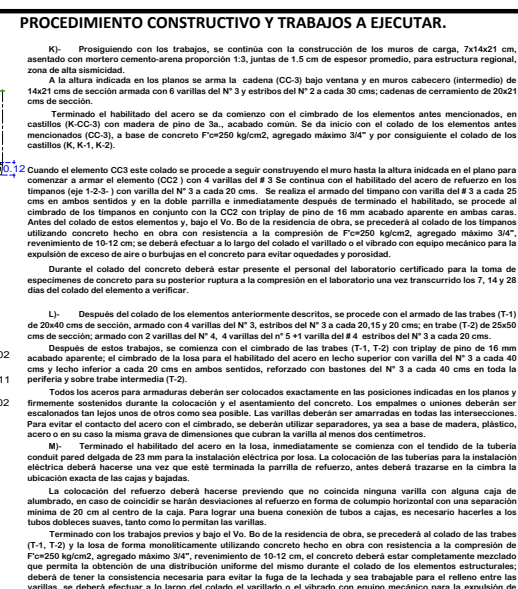 PROCEDIMIENTO CONSTRUCTIVO Y TRABAJOS A EJECUTAR.
K)- Prosiguiendo con los trabajos, se continúa con la construcción de los muros de carga, 7x14x21 cm,
asentado con mortero cemento-arena proporción 1:3, juntas de 1.5 cm de espesor promedio, para estructura regional,
zona de alta sismicidad.
A la altura indicada en los planos se arma la cadena (CC-3) bajo ventana y en muros cabecero (intermedio) de
14x21 cms de sección armada con 6 varillas del N° 3 y estribos del N° 2 a cada 30 cms; cadenas de cerramiento de 20x21
cms de sección.
Terminado el habilitado del acero se da comienzo con el cimbrado de los elementos antes mencionados, en
castillos (K-CC-3) con madera de pino de 3a., acabado común. Se da inicio con el colado de los elementos antes
mencionados (CC-3), a base de concreto F'c=250 kg/cm2, agregado máximo 3/4" y por consiguiente el colado de los
castillos (K, K-1, K-2).
0.12
Cuando el elemento CC3 este colado se procede a seguir construyendo el muro hasta la altura inidcada en el plano para
comenzar a armar el elemento (CC2 ) con 4 varillas del # 3 Se continua con el habilitado del acero de refuerzo en los
tímpanos (eje 1-2-3- ) con varilla del N° 3 a cada 20 cms. Se realiza el armado del timpano con varilla del # 3 a cada 25
cms en ambos sentidos y en la doble parrilla e inmediatamente después de terminado el habilitado, se procede al
cimbrado de los tímpanos en conjunto con la CC2 con triplay de pino de 16 mm acabado aparente en ambas caras.
Antes del colado de estos elementos y, bajo el Vo. Bo de la residencia de obra, se precederá al colado de los tímpanos
utilizando concreto hecho en obra con resistencia a la compresión de F'c=250 kg/cm2, agregado máximo 3/4",
revenimiento de 10-12 cm; se deberá efectuar a lo largo del colado el varillado o el vibrado con equipo mecánico para la
expulsión de exceso de aire o burbujas en el concreto para evitar oquedades y porosidad.
Durante el colado del concreto deberá estar presente el personal del laboratorio certificado para la toma de
especímenes de concreto para su posterior ruptura a la compresión en el laboratorio una vez transcurrido los 7, 14 y 28
días del colado del elemento a verificar.
L)- Después del colado de los elementos anteriormente descritos, se procede con el armado de las trabes (T-1)
de 20x40 cms de sección, armado con 4 varillas del N° 3, estribos del N° 3 a cada 20,15 y 20 cms; en trabe (T-2) de 25x50
cms de sección; armado con 2 varillas del N° 4, 4 varillas del n° 5 +1 varilla del # 4 estribos del N° 3 a cada 20 cms.
02
Después de estos trabajos, se comienza con el cimbrado de las trabes (T-1, T-2) con triplay de pino de 16 mm
acabado aparente; el cimbrado de la losa para el habilitado del acero en lecho superior con varilla del N° 3 a cada 40
cms y lecho inferior a cada 20 cms en ambos sentidos, reforzado con bastones del N° 3 a cada 40 cms en toda la
11
periferia y sobre trabe intermedia (T-2).
02
Todos los aceros para armaduras deberán ser colocados exactamente en las posiciones indicadas en los planos y
firmemente sostenidos durante la colocación y el asentamiento del concreto. Los empalmes o uniones deberán ser
escalonados tan lejos unos de otros como sea posible. Las varillas deberán ser amarradas en todas las intersecciones.
Para evitar el contacto del acero con el cimbrado, se deberán utilizar separadores, ya sea a base de madera, plástico,
acero o en su caso la misma grava de dimensiones que cubran la varilla al menos dos centímetros.
M)- Terminado el habilitado del acero en la losa, inmediatamente se comienza con el tendido de la tubería
conduit pared delgada de 23 mm para la instalación eléctrica por losa. La colocación de las tuberías para la instalación
eléctrica deberá hacerse una vez que esté terminada la parrilla de refuerzo, antes deberá trazarse en la cimbra la
ubicación exacta de las cajas y bajadas.
La colocación del refuerzo deberá hacerse previendo que no coincida ninguna varilla con alguna caja de
alumbrado, en caso de coincidir se harán desviaciones al refuerzo en forma de columpio horizontal con una separación
mínima de 20 cm al centro de la caja. Para lograr una buena conexión de tubos a cajas, es necesario hacerles a los
tubos dobleces suaves, tanto como lo permitan las varillas.
Terminado con los trabajos previos y bajo el Vo. Bo de la residencia de obra, se precederá al colado de las trabes
(T-1, T-2) y la losa de forma monolíticamente utilizando concreto hecho en obra con resistencia a la compresión de
F'c=250 kg/cm2, agregado máximo 3/4", revenimiento de 10-12 cm, el concreto deberá estar completamente mezclado
que permita la obtención de una distribución uniforme del mismo durante el colado de los elementos estructurales;
deberá de tener la consistencia necesaria para evitar la fuga de la lechada y sea trabajable para el relleno entre las
varillas, se deberá efectuar a lo largo del colado el varillado o el vibrado con equipo mecánico para la expulsión de